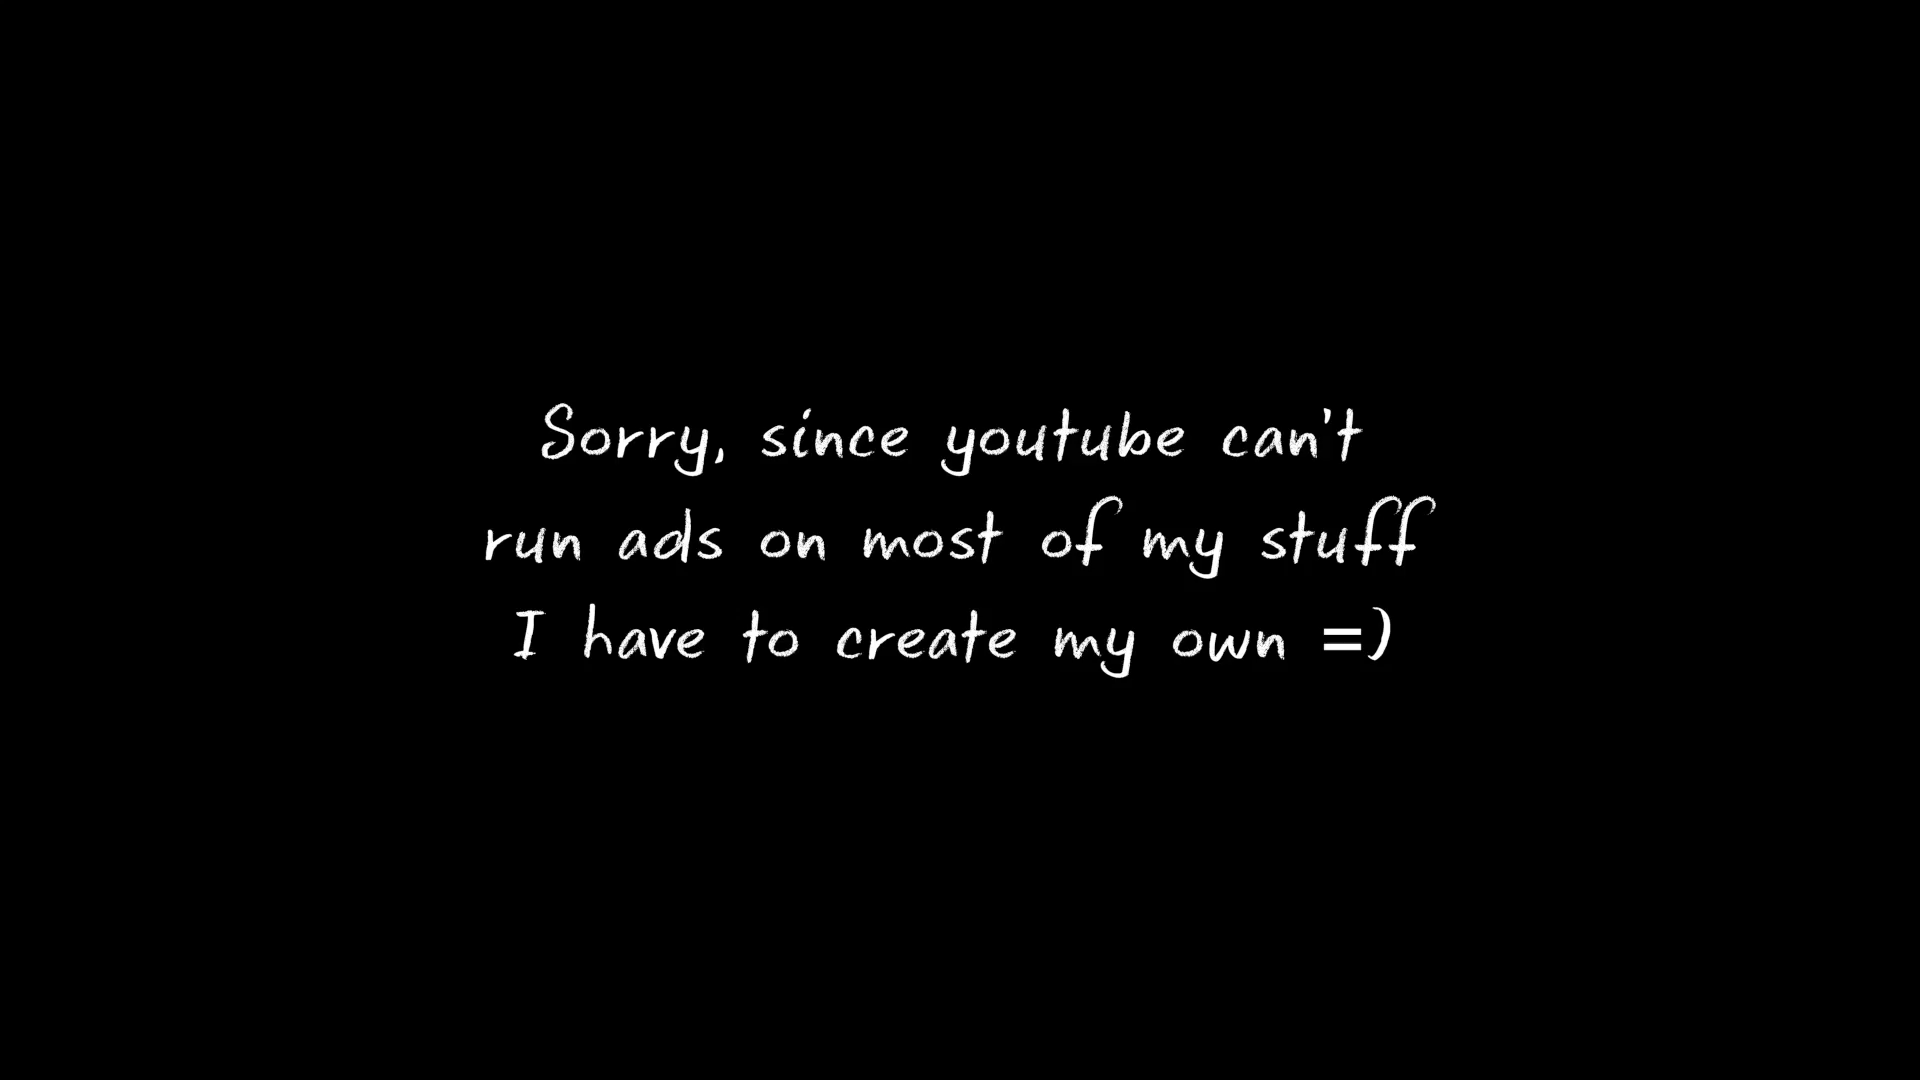 Sorry, since youtube can't
run ads on most of my stuff
I have to create my own =)